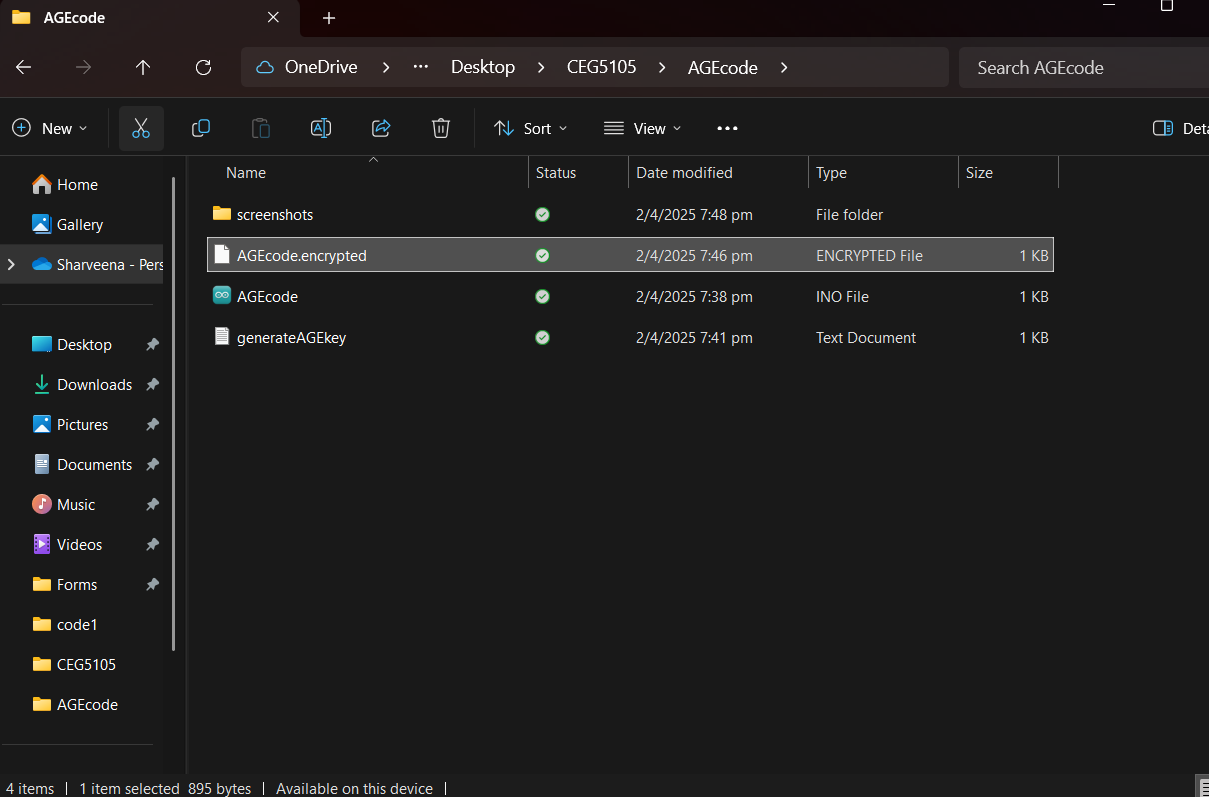 AGEcode
OneDrive > ... Desktop > CEG5105 > AGEcode >
Search AGEcode
New
Sort
View
Deta
Name
Status
Date modified
Type
Size
screenshots 2/4/2025 7:48 pm File folder
AGEcode.encrypted 2/4/2025 7:46 pm ENCRYPTED File 1 KB
AGEcode 2/4/2025 7:38 pm INO File 1 KB
generateAGEkey 2/4/2025 7:41 pm Text Document 1 KB
Home
Gallery
Sharveena - Pers
Desktop
Downloads
Pictures
Documents
Music
Videos
Forms
code1
CEG5105
AGEcode
4 items | 1 item selected 895 bytes | Available on this device |